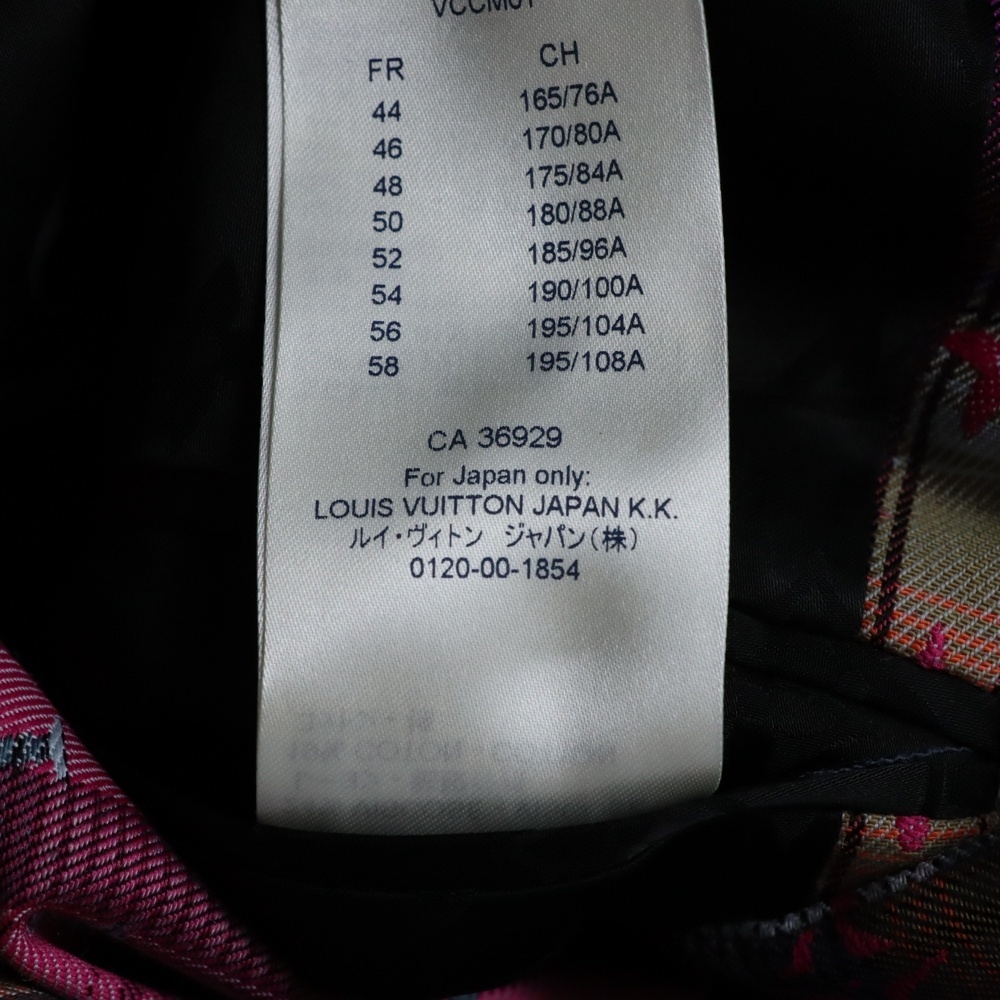 VCCM01
FR CH
44 165/76A
46 170/80A
48 175/84A
50 180/88A
52 185/96A
54 190/100A
56 195/104A
58 195/108A
CA 36929
For Japan only:
LOUIS VUITTON JAPAN K.K.
ルイ・ヴィトン ジャパン(株)
0120-00-1854